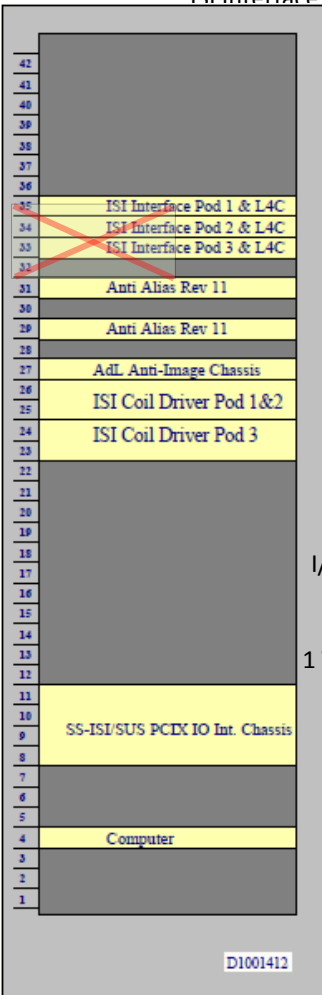 42
41
40
39
38
37
36
35 ISI Interface Pod 1 & L4C
34 ISI Interface Pod 2 & L4C
33 ISI Interface Pod 3 & L4C
32
31 Anti Alias Rev 11
30
29 Anti Alias Rev 11
28
27 AdL Anti-Image Chassis
26
25 ISI Coil Driver Pod 1&2
24 ISI Coil Driver Pod 3
23
22
21
20
19
18
17 I/
16
15
14
13 1
12
11
10
9 SS-ISI/SUS PCIX IO Int. Chassis
8
7
6
5
4 Computer
3
2
1
D1001412